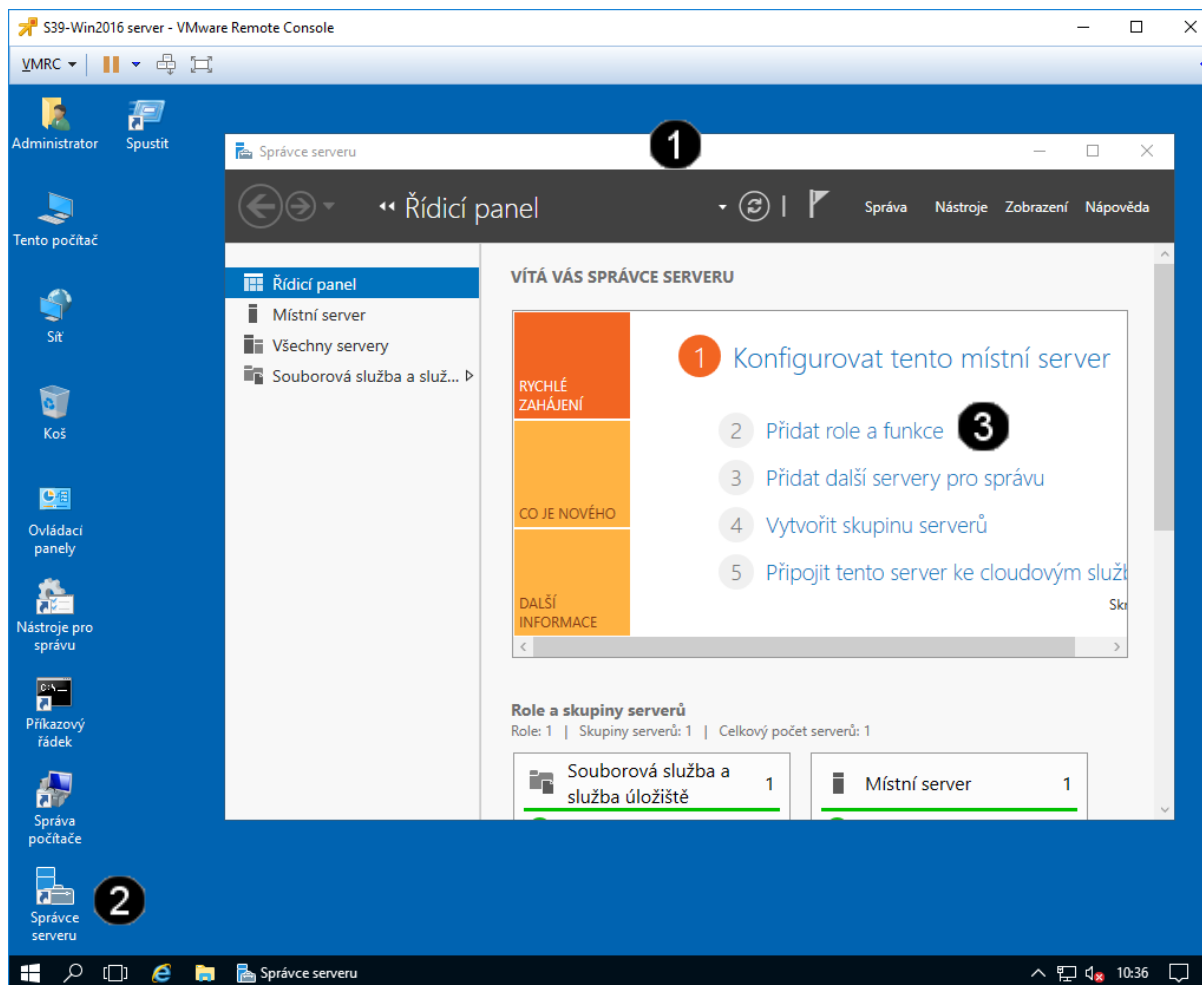 S39-Win2016 server - VMware Remote Console
VMRC
Administrator
Spustit
Tento počítač
Síť
Koš
Ovládací
panely
Nástroje pro
správu
Příkazový
řádek
Správa
počítače
Správce
serveru
2
Správce serveru
1
Řídicí panel
Správa
Nástroje
Zobrazení
Nápověda
Řídicí panel
Místní server
Všechny servery
Souborová služba a služ...
VÍTÁ VÁS SPRÁVCE SERVERU
RYCHLÉ
ZAHÁJENÍ
CO JE NOVÉHO
DALŠÍ
INFORMACE
1 Konfigurovat tento místní server
2 Přidat role a funkce
3
3 Přidat další servery pro správu
4 Vytvořit skupinu serverů
5 Připojit tento server ke cloudovým služ
Skr
Role a skupiny serverů
Role: 1 | Skupiny serverů: 1 | Celkový počet serverů: 1
Souborová služba a
služba úložiště
1
Místní server
1
Správce serveru
10:36